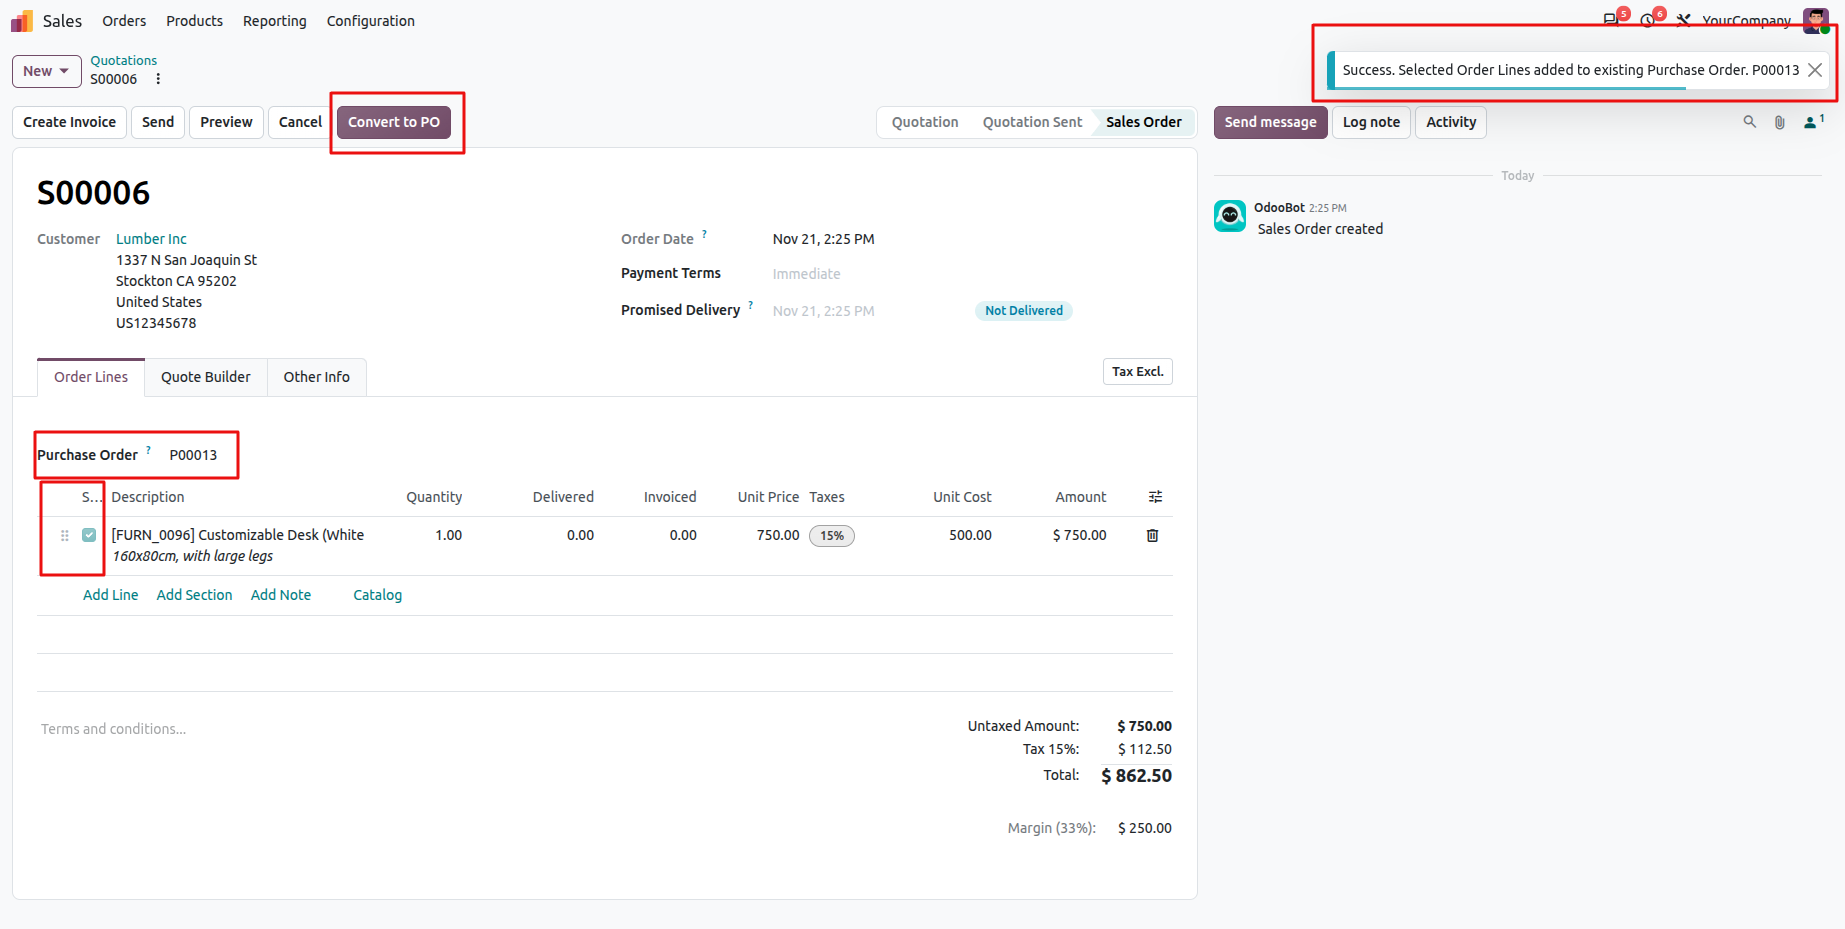 Sales Orders Products Reporting Configuration 5 6 YourCompany
New Quotations
S00006
Success. Selected Order Lines added to existing Purchase Order. P00013
Create Invoice Send Preview Cancel Convert to PO Quotation Quotation Sent Sales Order Send message Log note Activity 1
Today
S00006
OdooBot 2:25 PM
Sales Order created
Customer Lumber Inc
1337 N San Joaquin St
Stockton CA 95202
United States
US12345678
Order Date ? Nov 21, 2:25 PM
Payment Terms Immediate
Promised Delivery ? Nov 21, 2:25 PM Not Delivered
Order Lines Quote Builder Other Info Tax Excl.
Purchase Order ? P00013
S... Description Quantity Delivered Invoiced Unit Price Taxes Unit Cost Amount
[FURN_0096] Customizable Desk (White 1.00 0.00 0.00 750.00 15% 500.00 $ 750.00
160x80cm, with large legs
Add Line Add Section Add Note Catalog
Terms and conditions...
Untaxed Amount: $ 750.00
Tax 15%: $ 112.50
Total: $ 862.50
Margin (33%): $ 250.00